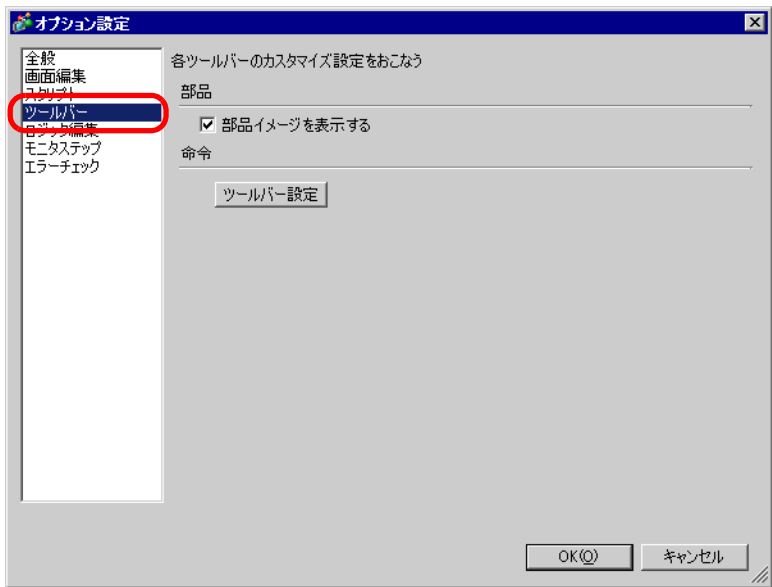 オプション設定
全般
画面編集
スクリプト
ツールバー
ロジック編集
モニタステップ
エラーチェック
各ツールバーのカスタマイズ設定をおこなう
部品
部品イメージを表示する
命令
ツールバー設定
OK(O)
キャンセル